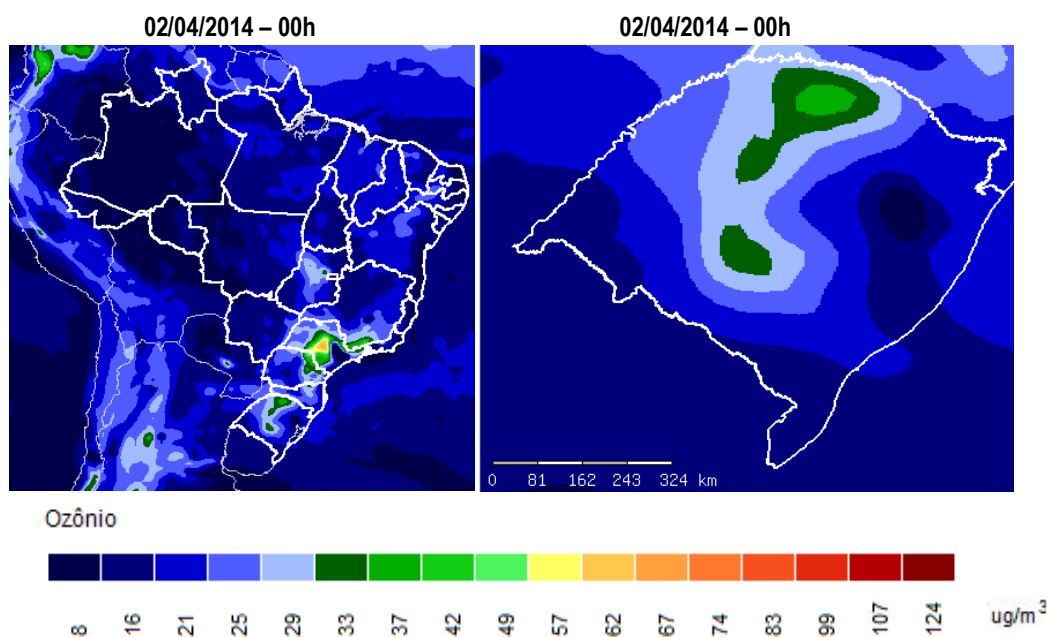 02/04/2014 – 00h
02/04/2014 – 00h
0 81 162 243 324 km
Ozônio
8 16 21 25 29 33 37 42 49 57 62 67 74 83 99 107 124 ug/m³